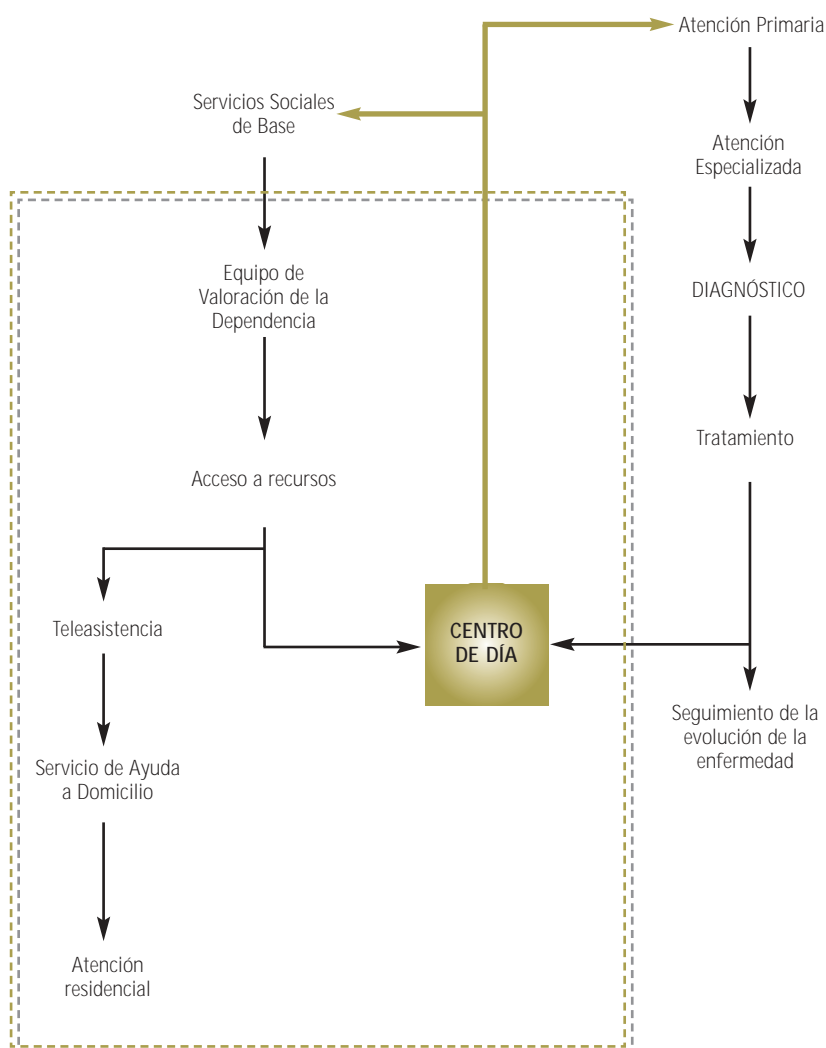 Atención Primaria
Servicios Sociales
de Base
Atención
Especializada
Equipo de
Valoración de la
Dependencia
DIAGNÓSTICO
Tratamiento
Acceso a recursos
Teleasistencia
CENTRO
DE DÍA
Seguimiento de la
evolución de la
enfermedad
Servicio de Ayuda
a Domicilio
Atención
residencial